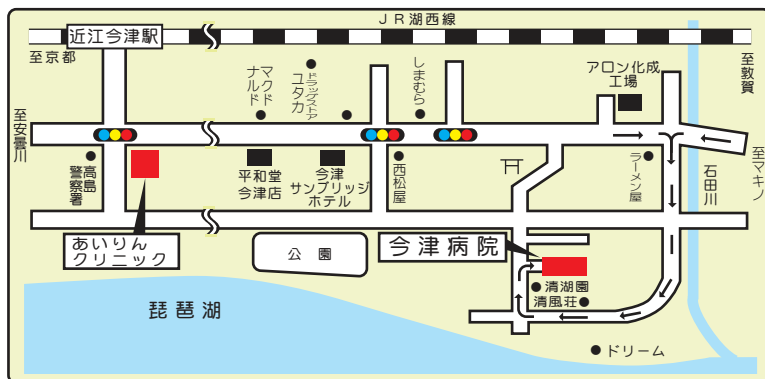 JR湖西線
近江今津駅
至京都
至敦賀
マクド
ナルド
ドラッグストア
ユタカ
しまむら
アロン化成
工場
至安曇川
至マキノ
高島
警察署
平和堂
今津店
今津
サンブリッジ
ホテル
西松屋
ラーメン屋
石田川
あいりん
クリニック
公園
今津病院
清湖園
清風荘
琵琶湖
ドリーム